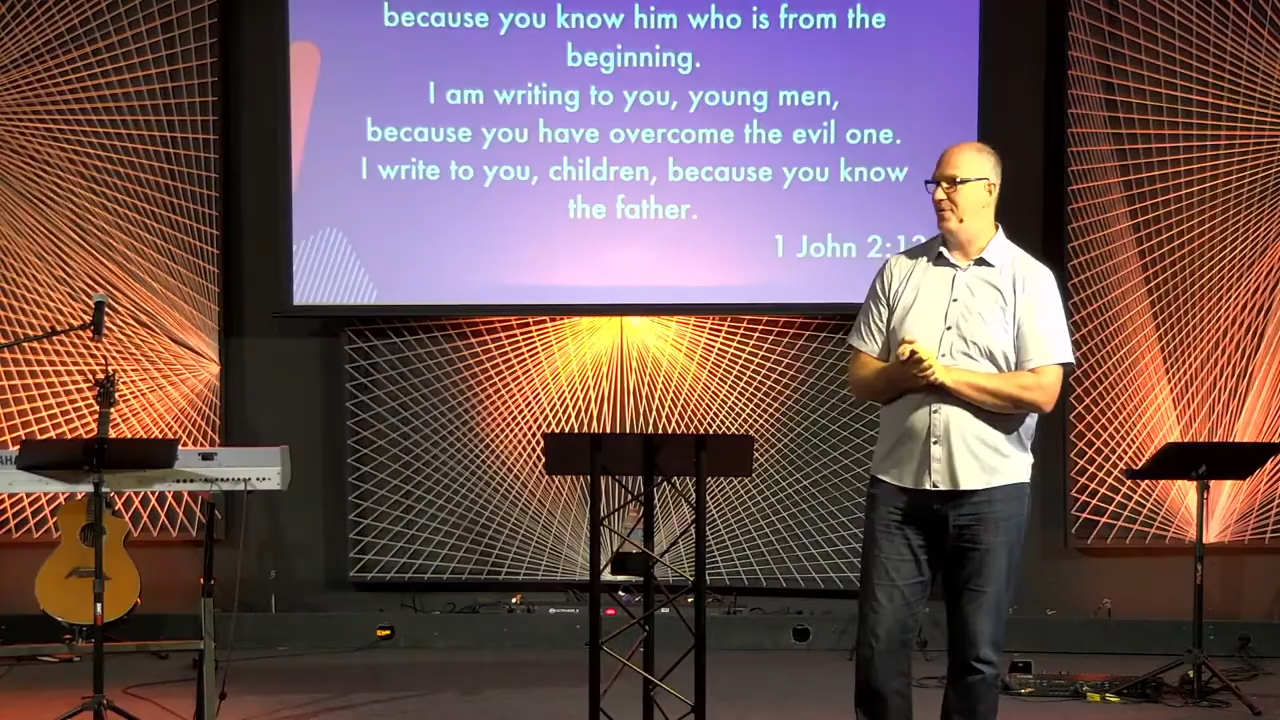 because you know him who is from the
beginning.
I am writing to you, young men,
because you have overcome the evil one.
I write to you, children, because you know
the father.
1 John 2:13